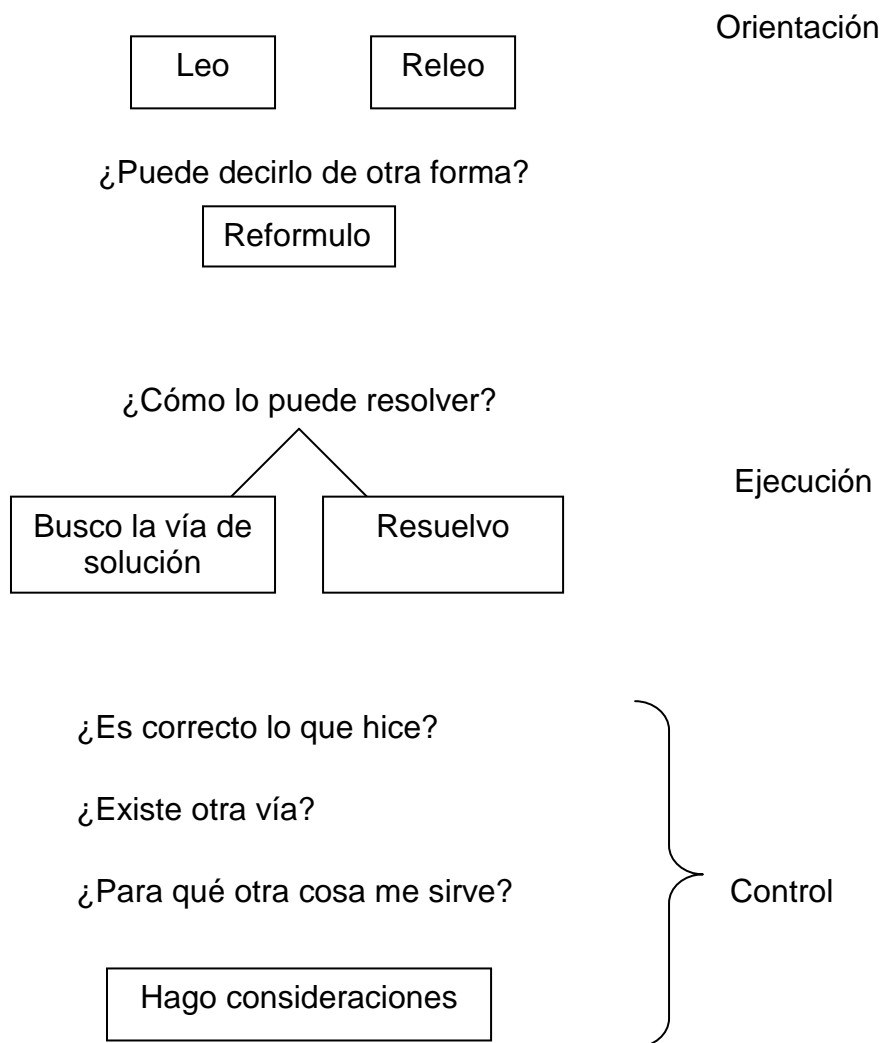 Orientación
Leo
Releo
¿Puede decirlo de otra forma?
Reformulo
¿Cómo lo puede resolver?
Ejecución
Busco la vía de
solución
Resuelvo
¿Es correcto lo que hice?
¿Existe otra vía?
¿Para qué otra cosa me sirve?
Control
Hago consideraciones